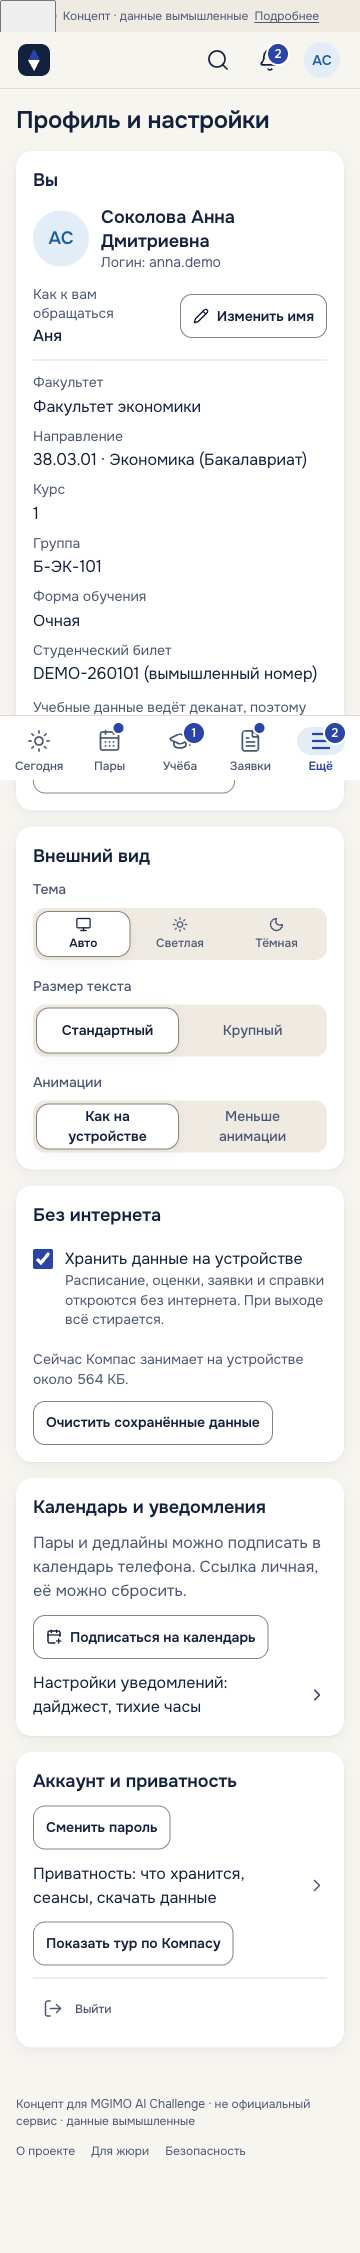 Концепт · данные вымышленные Подробнее
2
АС
Профиль и настройки
Вы
АС
Соколова Анна
Дмитриевна
Логин: anna.demo
Как к вам
обращаться
Аня
Изменить имя
Факультет
Факультет экономики
Направление
38.03.01 · Экономика (Бакалавриат)
Курс
1
Группа
Б-ЭК-101
Форма обучения
Очная
Студенческий билет
DEMO-260101 (вымышленный номер)
Учебные данные ведёт деканат, поэтому
1
2
Сегодня Пары Учёба Заявки Ещё
Внешний вид
Тема
Авто Светлая Тёмная
Размер текста
Стандартный Крупный
Анимации
Как на
устройстве
Меньше
анимации
Без интернета
Хранить данные на устройстве
Расписание, оценки, заявки и справки
откроются без интернета. При выходе
всё стирается.
Сейчас Компас занимает на устройстве
около 564 КБ.
Очистить сохранённые данные
Календарь и уведомления
Пары и дедлайны можно подписать в
календарь телефона. Ссылка личная,
её можно сбросить.
Подписаться на календарь
Настройки уведомлений:
дайджест, тихие часы
Аккаунт и приватность
Сменить пароль
Приватность: что хранится,
сеансы, скачать данные
Показать тур по Компасу
Выйти
Концепт для MGIMO AI Challenge · не официальный
сервис · данные вымышленные
О проекте Для жюри Безопасность